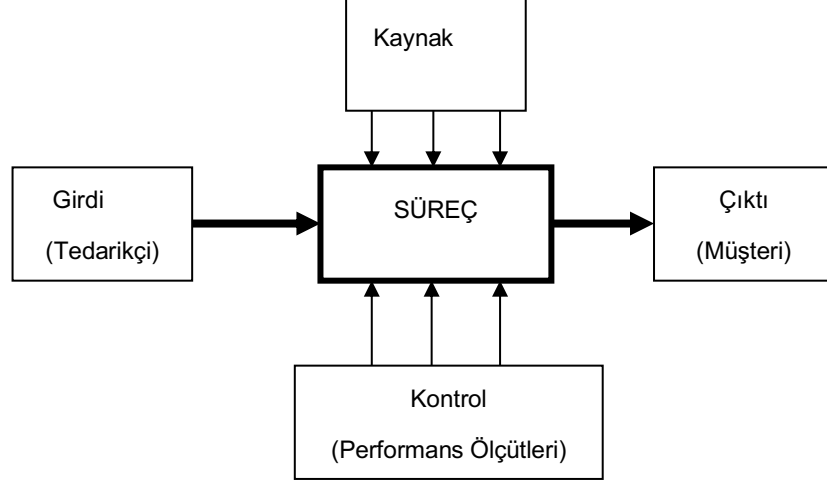 Kaynak
Girdi
(Tedarikçi)
SÜREÇ
Çıktı
(Müşteri)
Kontrol
(Performans Ölçütleri)